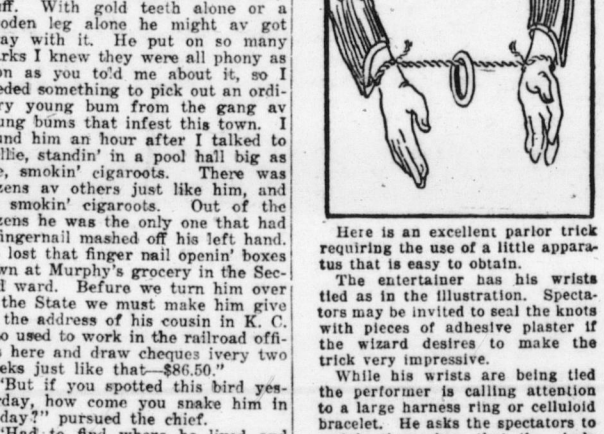 uff. With gold teeth alone or a
oden leg alone he might av got
ay with it. He put on so many
rks I knew they were all phony as
on as you told me about it, so I
eded something to pick out an ordi-
ry young bum from the gang av
ung bums that infest this town. I
und him an hour after I talked to
llie, standin' in a pool hall big as
e, smokin' cigaroots. There was
zens av others just like him, and
smokin' cigaroots. Out of the
zens he was the only one that had
ingernail mashed off his left hand.
lost that finger nail openin' boxes
wn at Murphy's grocery in the Sec-
d ward. Befure we turn him over
the State we must make him give
the address of his cousin in K. C.
o used to work in the railroad offi-
s here and draw cheques ivery two
eks just like that—$86.50."
"But if you spotted this bird yes-
rday, how come you snake him in
day?" pursued the chief.
"Had to find where he lived and
Here is an excellent parlor trick
requiring the use of a little appara-
tus that is easy to obtain.
The entertainer has his wrists
tied as in the illustration. Specta-
tors may be invited to seal the knots
with pieces of adhesive plaster if
the wizard desires to make the
trick very impressive.
While his wrists are being tied
the performer is calling attention
to a large harness ring or celluloid
bracelet. He asks the spectators to